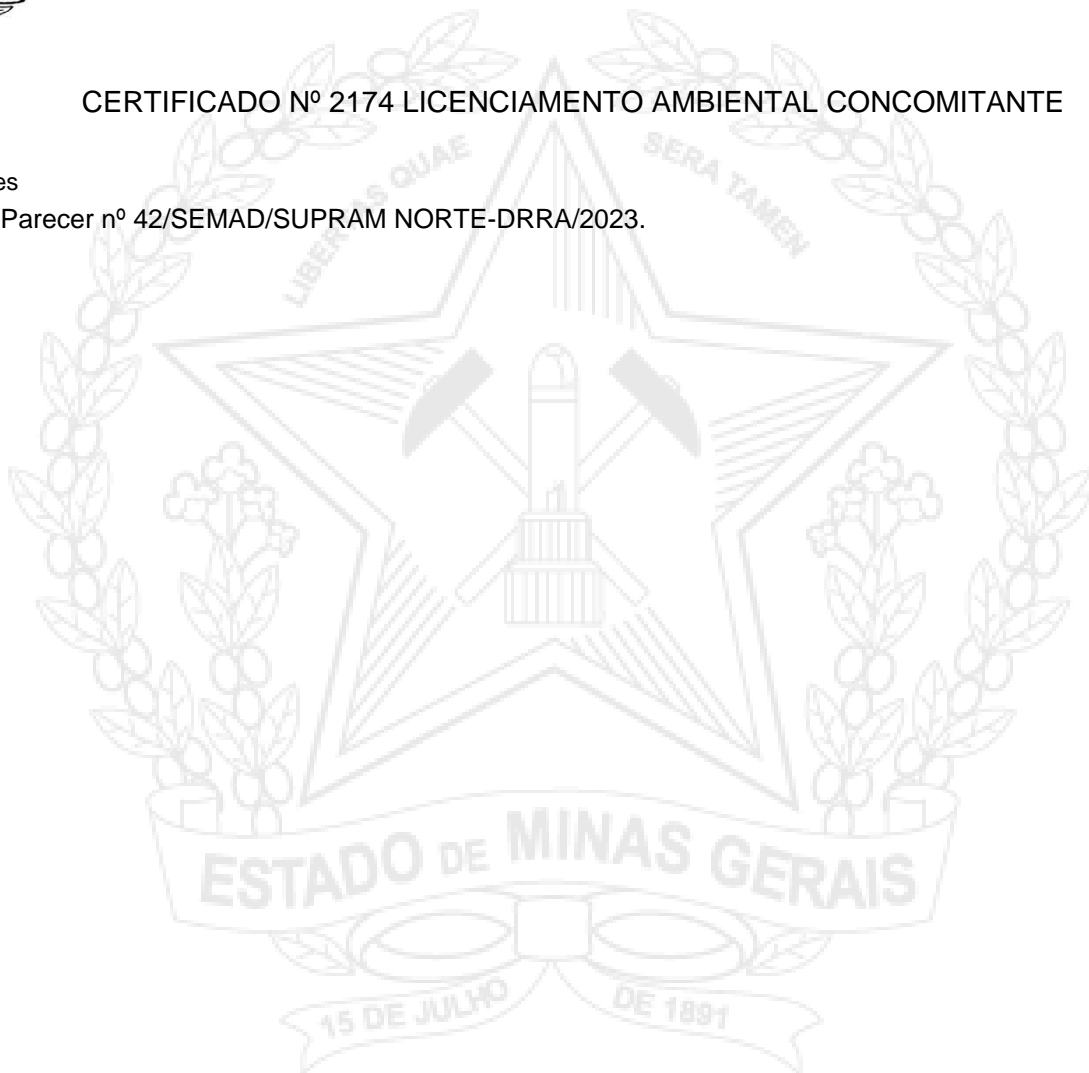 CERTIFICADO Nº 2174 LICENCIAMENTO AMBIENTAL CONCOMITANTE
es
Parecer nº 42/SEMAD/SUPRAM NORTE-DRRA/2023.
LIBERTAS QUAE SERA TAMEN
ESTADO DE MINAS GERAIS
15 DE JULHO DE 1891